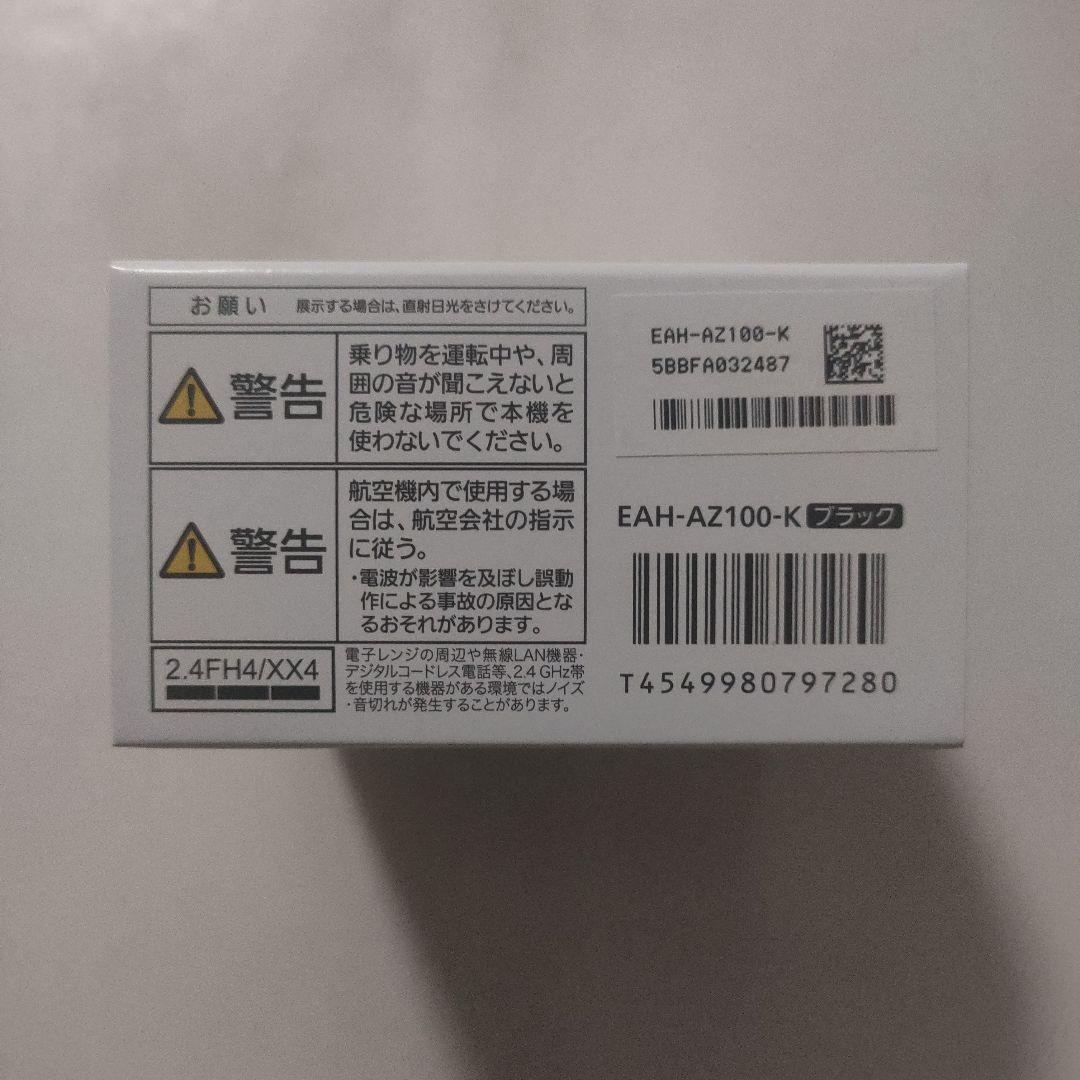 お願い 展示する場合は、直射日光をさけてください。
警告
乗り物を運転中や、周
囲の音が聞こえないと
危険な場所で本機を
使わないでください。
警告
航空機内で使用する場
合は、航空会社の指示
に従う。
・電波が影響を及ぼし誤動
作による事故の原因とな
るおそれがあります。
2.4FH4/XX4
電子レンジの周辺や無線LAN機器・
デジタルコードレス電話等、2.4 GHz帯
を使用する機器がある環境ではノイズ
・音切れが発生することがあります。
EAH-AZ100-K
5BBFA032487
EAH-AZ100-K ブラック
T4549980797280